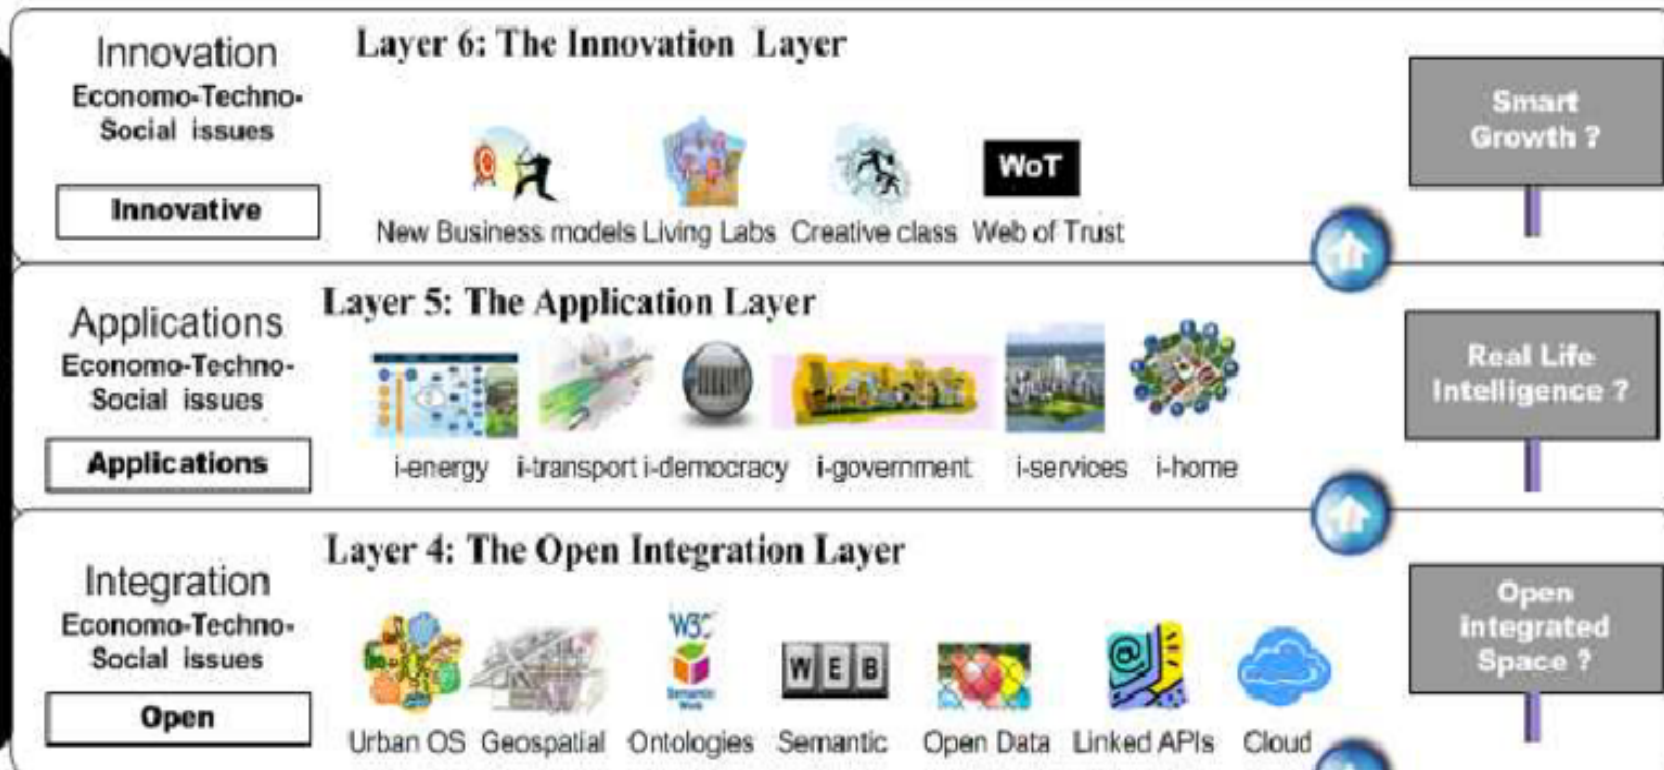 Innovation
Economo-Techno-
Social issues
Innovative
Layer 6: The Innovation Layer
WoT
New Business models Living Labs Creative class Web of Trust
Smart
Growth ?
Applications
Economo-Techno-
Social issues
Applications
Layer 5: The Application Layer
i-energy i-transport i-democracy i-government i-services i-home
Real Life
Intelligence ?
Integration
Economo-Techno-
Social issues
Open
Layer 4: The Open Integration Layer
W3C
Semantic
Web
WEB
@
Urban OS Geospatial Ontologies Semantic Open Data Linked APIs Cloud
Open
integrated
Space ?